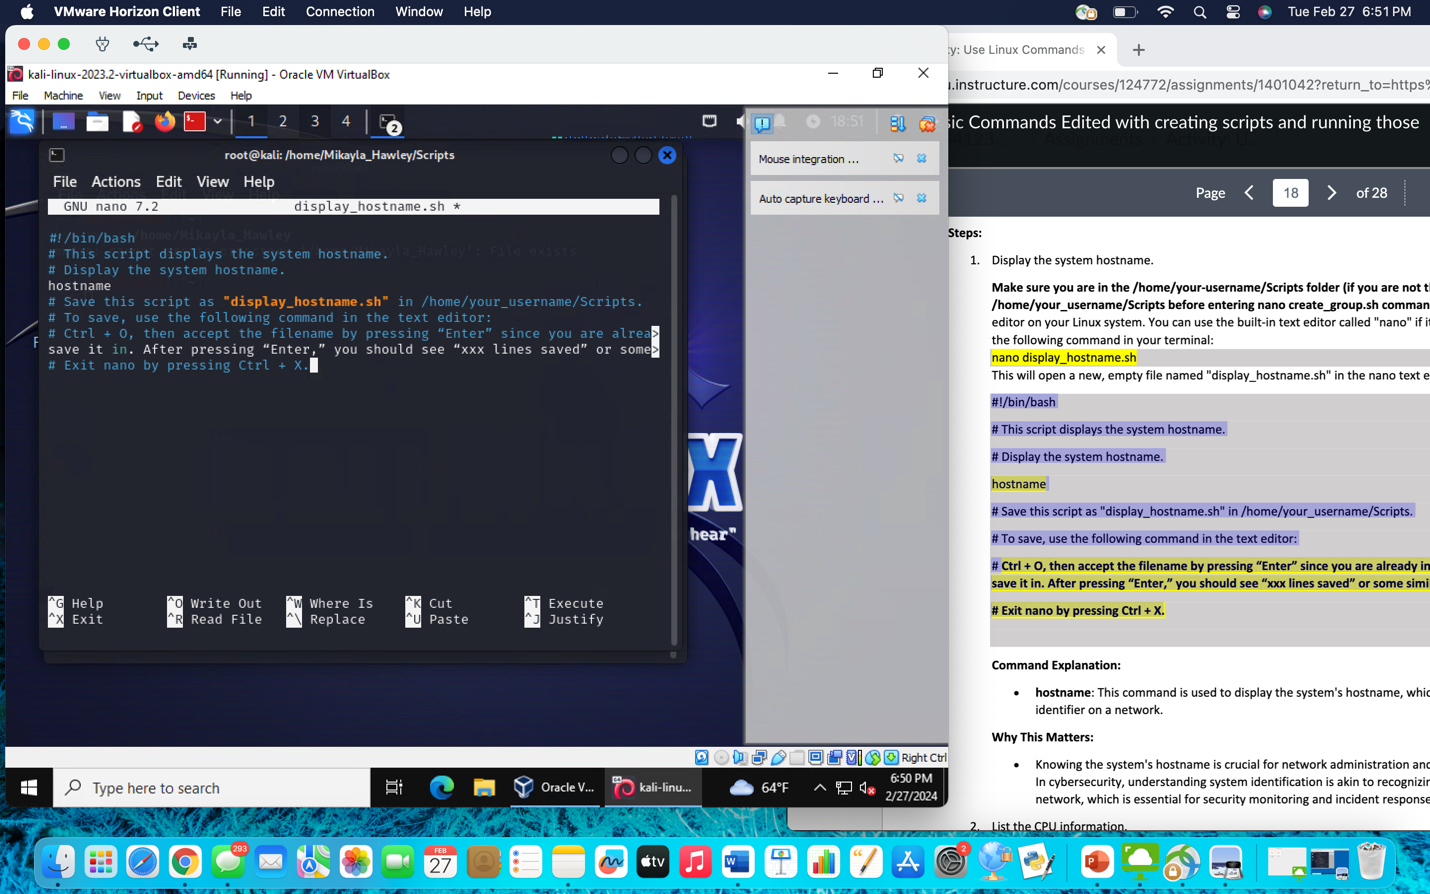 VMware Horizon Client File Edit Connection Window Help Tue Feb 27 6:51 PM
kali-linux-2023.2-virtualbox-amd64 [Running] - Oracle VM VirtualBox
File Machine View Input Devices Help
1 2 3 4 2 18:51
root@kali: /home/Mikayla_Hawley/Scripts
File Actions Edit View Help
GNU nano 7.2 display_hostname.sh *
#!/bin/bash
# This script displays the system hostname.
# Display the system hostname.
hostname
# Save this script as "display_hostname.sh" in /home/your_username/Scripts.
# To save, use the following command in the text editor:
# Ctrl + O, then accept the filename by pressing “Enter” since you are alrea>
save it in. After pressing “Enter,” you should see “xxx lines saved” or some>
# Exit nano by pressing Ctrl + X.
^G Help ^O Write Out ^W Where Is ^K Cut ^T Execute
^X Exit ^R Read File ^\ Replace ^U Paste ^J Justify
Mouse integration ...
Auto capture keyboard ...
hear"
Right Ctrl
Type here to search
Oracle V...
kali-linu...
64°F
6:50 PM
2/27/2024
y: Use Linux Commands
.instructure.com/courses/124772/assignments/1401042?return_to=https%
sic Commands Edited with creating scripts and running those
Page 18 of 28
Steps:
1. Display the system hostname.
Make sure you are in the /home/your-username/Scripts folder (if you are not t
/home/your_username/Scripts before entering nano create_group.sh comman
editor on your Linux system. You can use the built-in text editor called "nano" if i
the following command in your terminal:
nano display_hostname.sh
This will open a new, empty file named "display_hostname.sh" in the nano text e
#!/bin/bash
# This script displays the system hostname.
# Display the system hostname.
hostname
# Save this script as "display_hostname.sh" in /home/your_username/Scripts.
# To save, use the following command in the text editor:
# Ctrl + O, then accept the filename by pressing “Enter” since you are already in
save it in. After pressing “Enter,” you should see “xxx lines saved” or some simi
# Exit nano by pressing Ctrl + X.
Command Explanation:
• hostname: This command is used to display the system's hostname, whic
identifier on a network.
Why This Matters:
• Knowing the system's hostname is crucial for network administration and
In cybersecurity, understanding system identification is akin to recognizin
network, which is essential for security monitoring and incident response
2. List the CPU information.
293
FEB
27
tv
2